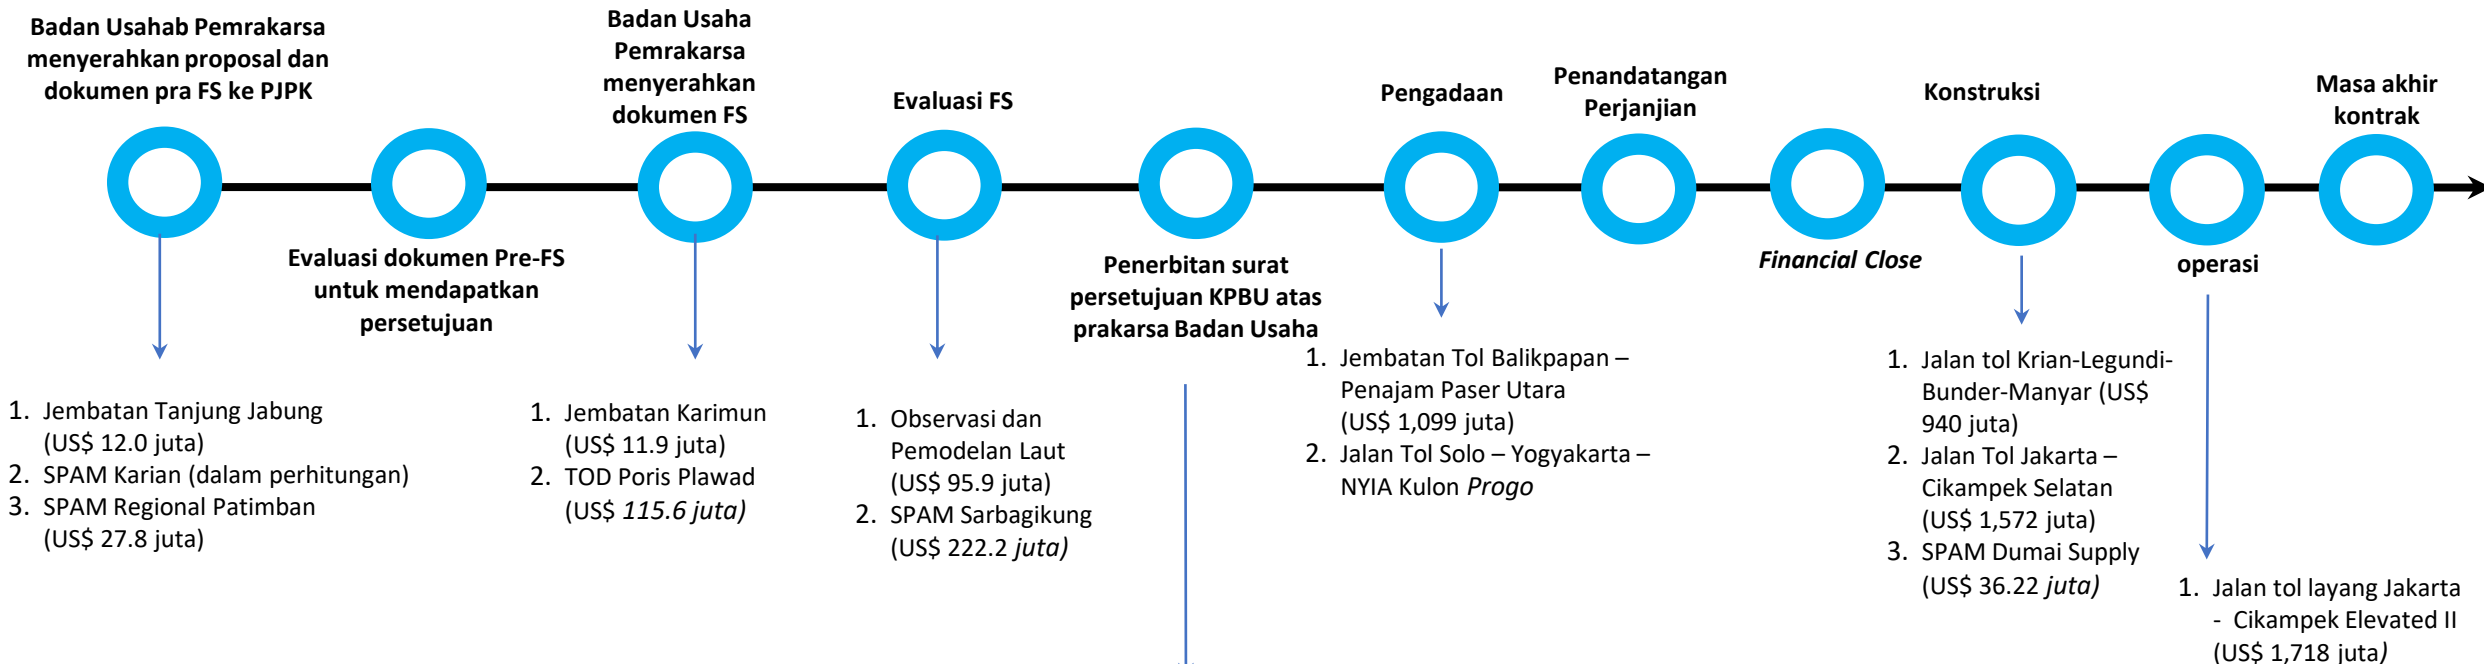 Badan Usahab Pemrakarsa
menyerahkan proposal dan
dokumen pra FS ke PJPK
Evaluasi dokumen Pre-FS
untuk mendapatkan
persetujuan
Badan Usaha
Pemrakarsa
menyerahkan
dokumen FS
Evaluasi FS
Penerbitan surat
persetujuan KPBU atas
prakarsa Badan Usaha
Pengadaan
Penandatangan
Perjanjian
Financial Close
Konstruksi
operasi
Masa akhir
kontrak
1. Jembatan Tanjung Jabung
(US$ 12.0 juta)
2. SPAM Karian (dalam perhitungan)
3. SPAM Regional Patimban
(US$ 27.8 juta)
1. Jembatan Karimun
(US$ 11.9 juta)
2. TOD Poris Plawad
(US$ 115.6 juta)
1. Observasi dan
Pemodelan Laut
(US$ 95.9 juta)
2. SPAM Sarbagikung
(US$ 222.2 juta)
1. Jembatan Tol Balikpapan –
Penajam Paser Utara
(US$ 1,099 juta)
2. Jalan Tol Solo – Yogyakarta –
NYIA Kulon Progo
1. Jalan tol Krian-Legundi-
Bunder-Manyar (US$
940 juta)
2. Jalan Tol Jakarta –
Cikampek Selatan
(US$ 1,572 juta)
3. SPAM Dumai Supply
(US$ 36.22 juta)
1. Jalan tol layang Jakarta
- Cikampek Elevated II
(US$ 1,718 juta)